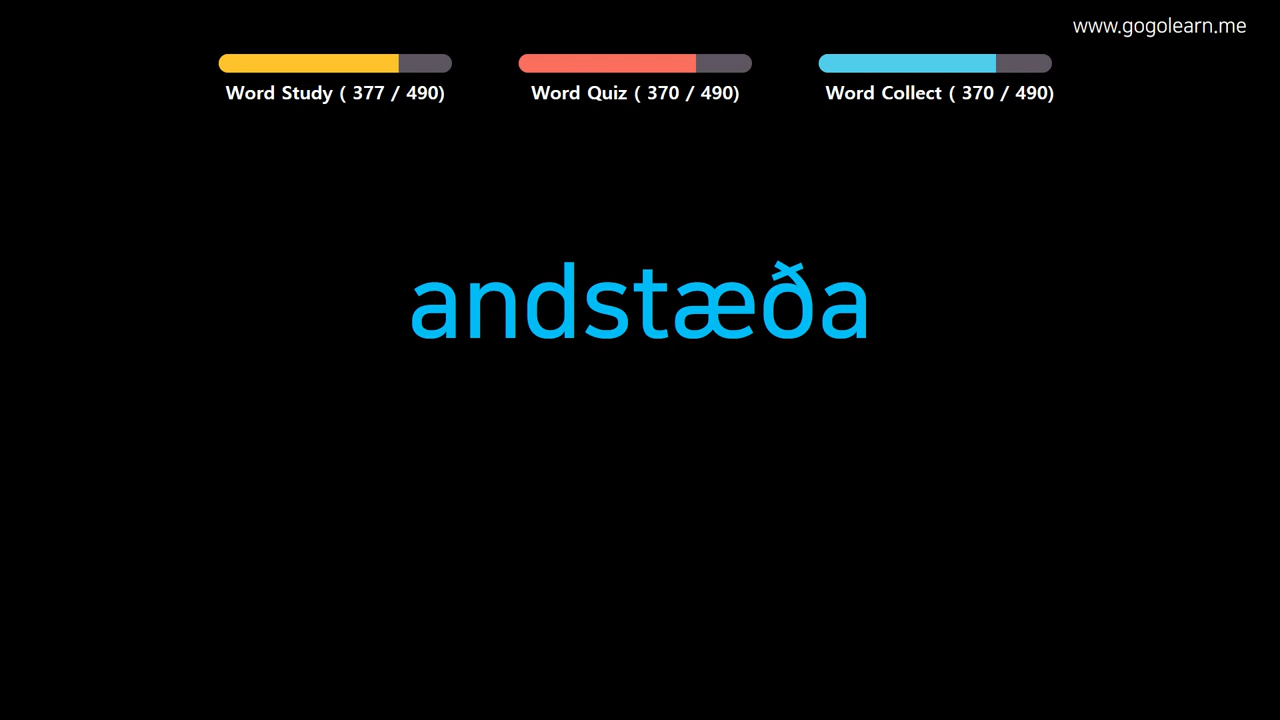 www.gogolearn.me
Word Study ( 377 / 490)
Word Quiz ( 370 / 490)
Word Collect ( 370 / 490)
andstæða